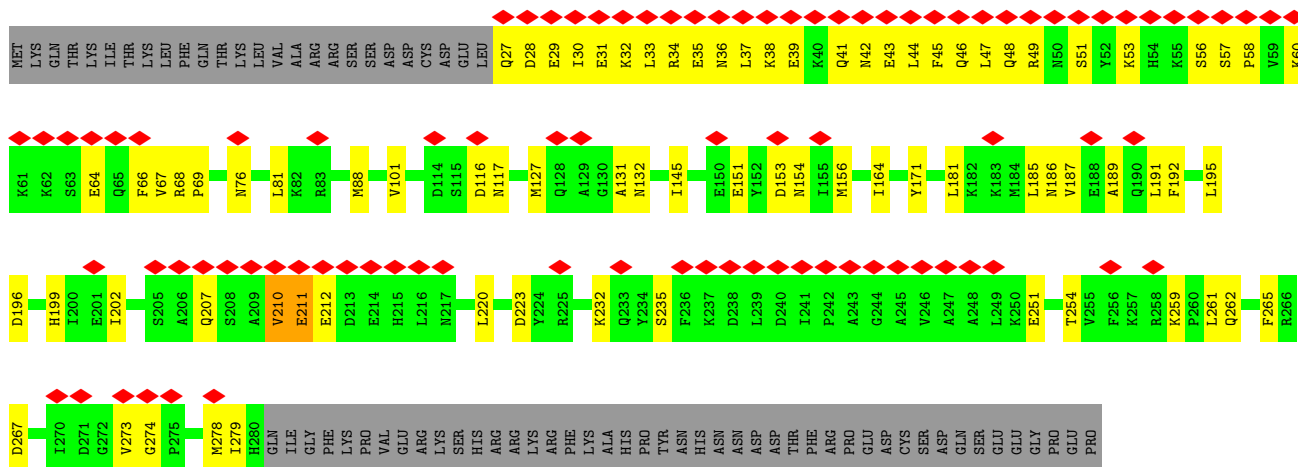 MET LYS GLN THR LYS ILE THR LYS LEU PHE GLN THR LYS LEU VAL ALA ARG ARG SER SER ASP ASP CYS ASP GLU LEU Q27 D28 E29 I30 E31 K32 L33 R34 E35 N36 L37 K38 E39 K40 Q41 N42 E43 L44 F45 Q46 L47 Q48 R49 N50 S51 Y52 K53 H54 K55 S56 S57 P58 V59 K60
K61 K62 S63 E64 Q65 F66 V67 R68 P69 N76 L81 K82 R83 M88 V101 D114 S115 D116 N117 M127 Q128 A129 G130 A131 N132 I145 E150 E151 Y152 D153 N154 I155 M156 I164 Y171 L181 K182 K183 M184 L185 N186 V187 E188 A189 Q190 L191 F192 L195
D196 H199 I200 E201 I202 S205 A206 Q207 S208 A209 V210 E211 E212 D213 E214 H215 L216 N217 L220 D223 Y224 R225 K232 Q233 Y234 S235 F236 K237 D238 L239 D240 I241 P242 A243 G244 A245 V246 A247 A248 L249 K250 E251 T254 V255 F256 K257 R258 K259 P260 L261 Q262 F265 R266
D267 I270 D271 G272 V273 G274 P275 M278 I279 H280 GLN ILE GLY PHE LYS PRO VAL GLU ARG LYS SER HIS ARG ARG LYS ARG PHE LYS ALA HIS PRO TYR ASN HIS ASN ASN ASP ASP THR PHE ARG PRO GLU ASP CYS SER ASP GLN SER GLU GLU GLY PRO GLU PRO